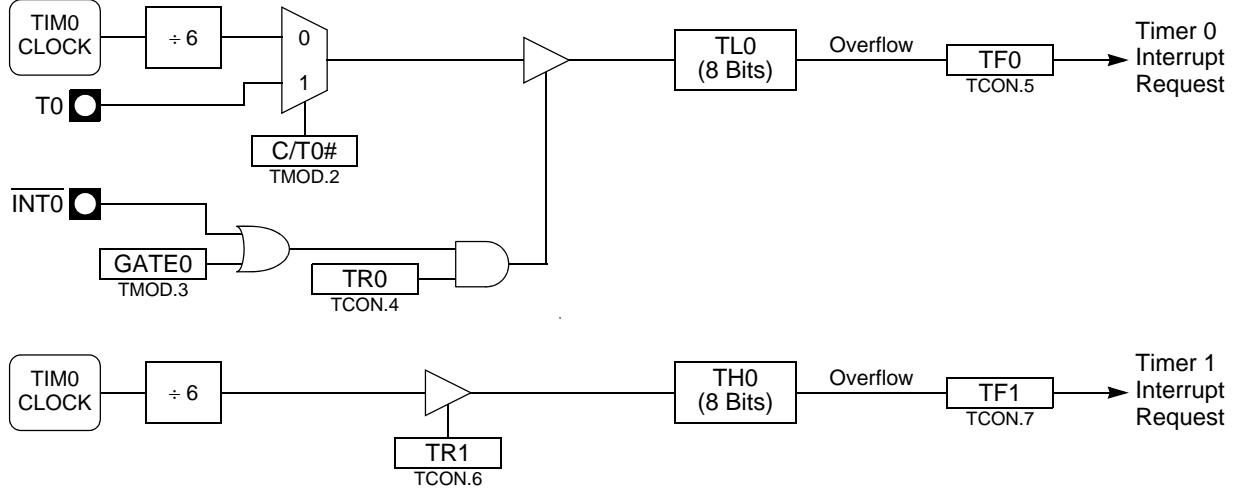 TIM0
CLOCK
÷ 6
0
1
T0
C/T0#
TMOD.2
TL0
(8 Bits)
Overflow
TF0
TCON.5
Timer 0
Interrupt
Request
INT0
GATE0
TMOD.3
TR0
TCON.4
TIM0
CLOCK
÷ 6
TR1
TCON.6
TH0
(8 Bits)
Overflow
TF1
TCON.7
Timer 1
Interrupt
Request